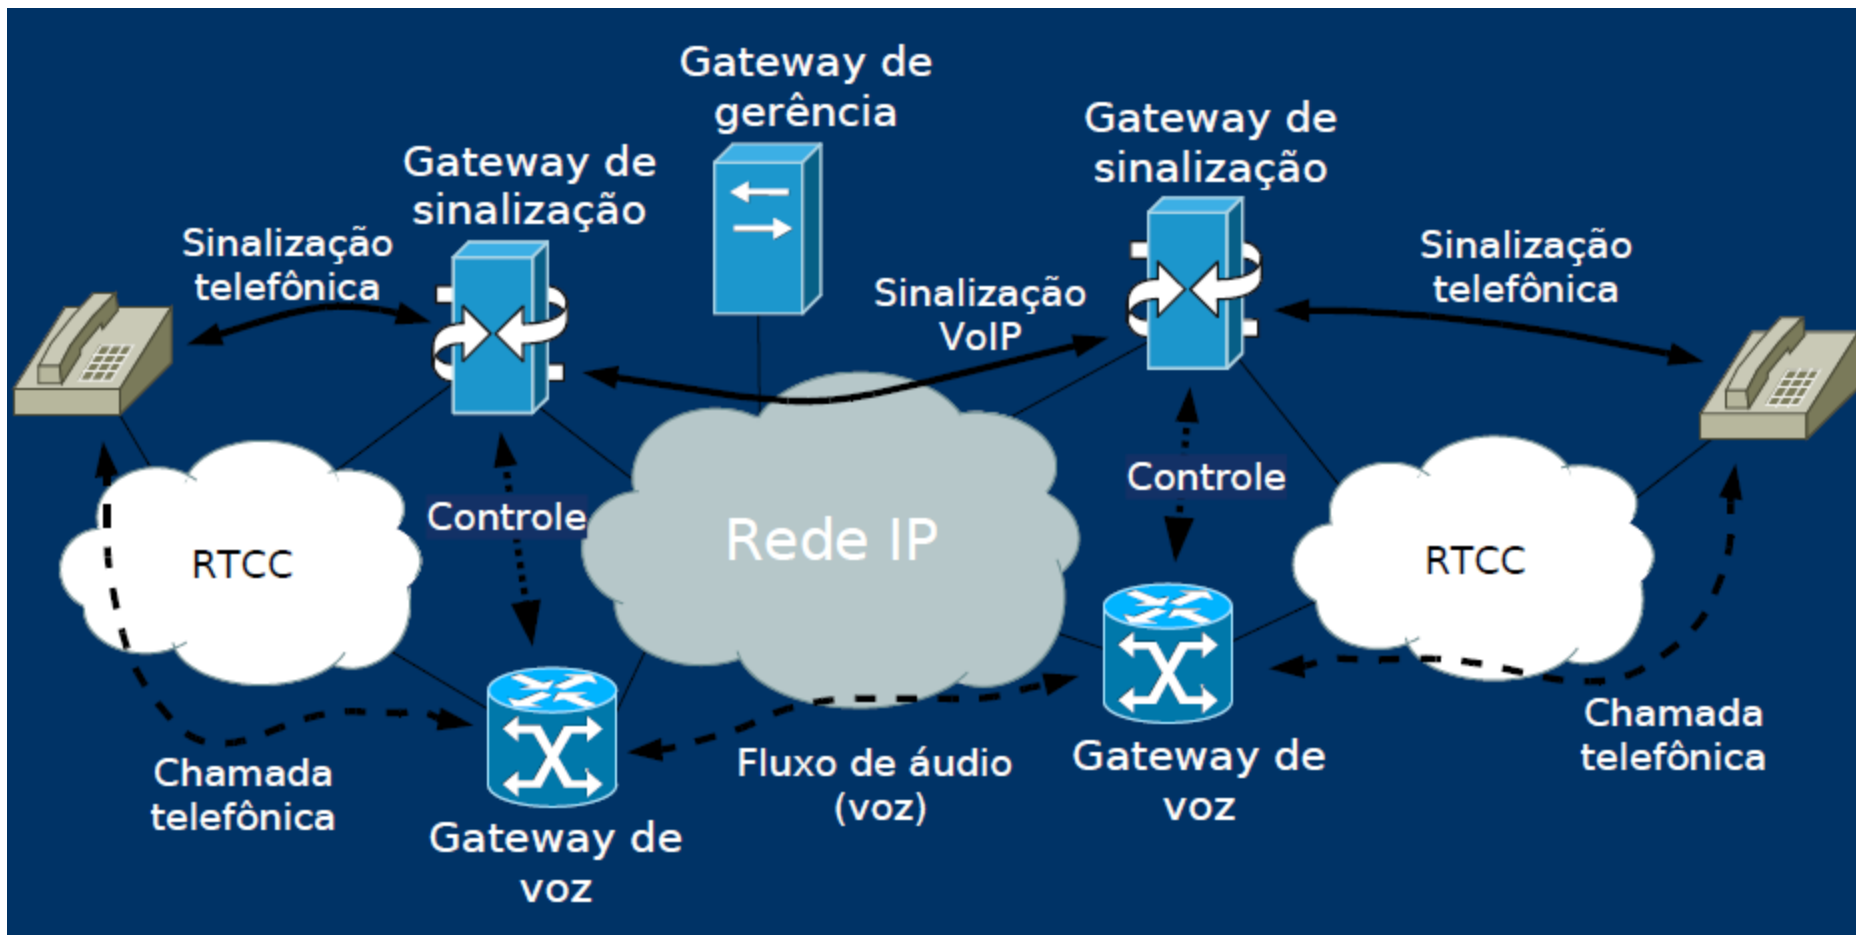 Gateway de
gerência
Gateway de
sinalização
Gateway de
sinalização
Sinalização
telefônica
Sinalização
VoIP
Sinalização
telefônica
Controle
Controle
RTCC
Rede IP
RTCC
Chamada
telefônica
Gateway de
voz
Fluxo de áudio
(voz)
Gateway de
voz
Chamada
telefônica